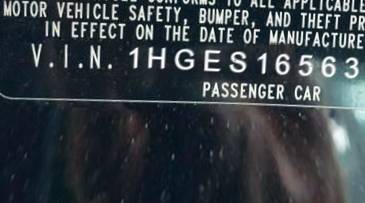 CONFORMS TO ALL APPLICABLE
MOTOR VEHICLE SAFETY, BUMPER, AND THEFT PR
IN EFFECT ON THE DATE OF MANUFACTURE
V.I.N. 1HGES16563
PASSENGER CAR